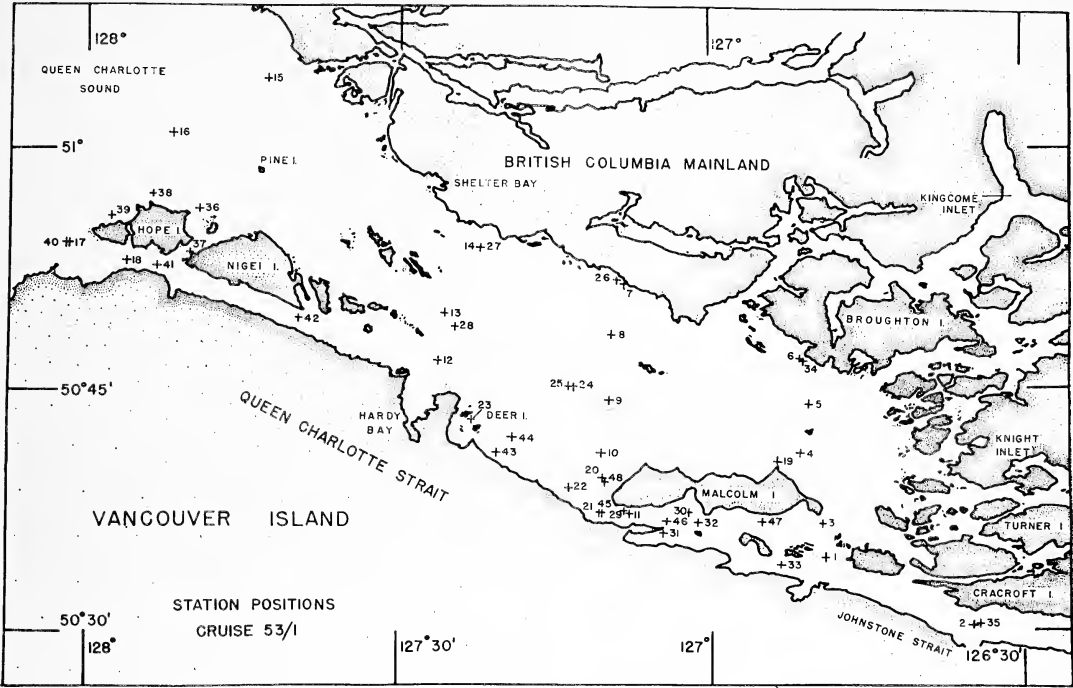 128°
127°
QUEEN CHARLOTTE
SOUND
+15
+16
51°
PINE I.
BRITISH COLUMBIA MAINLAND
SHELTER BAY
KINGCOME
INLET
+38
+39
+36
HOPE I.
40 ++17
37
14++27
+18
+41
NIGEI I.
26++
7
+42
+13
+28
BROUGHTON I.
+8
+12
6++
34
50°45'
25++24
+9
+5
QUEEN CHARLOTTE STRAIT
HARDY
BAY
23
DEER I.
+44
+43
KNIGHT
INLET
+10
+19
+4
20
+48
+22
MALCOLM I
VANCOUVER ISLAND
21
45
29
+11
30+
+46
+32
+47
+3
TURNER I
+31
+33
+1
CRACROFT I.
STATION POSITIONS
CRUISE 53/1
50°30'
JOHNSTONE STRAIT
2++35
128°
127°30'
127°
126°30'